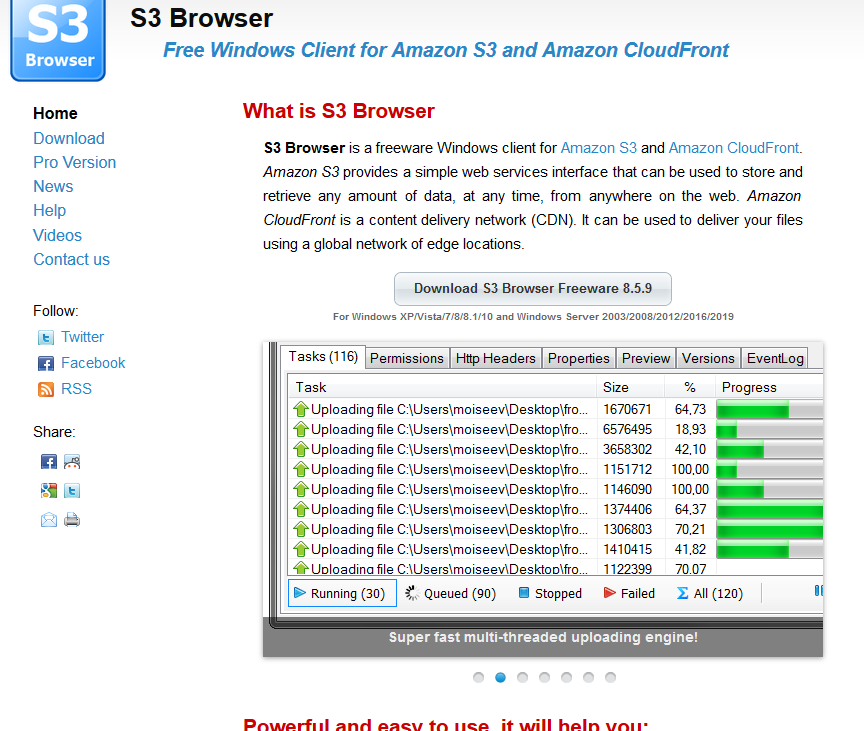 S3
Browser
S3 Browser
Free Windows Client for Amazon S3 and Amazon CloudFront
Home
Download
Pro Version
News
Help
Videos
Contact us
Follow:
Twitter
Facebook
RSS
Share:
What is S3 Browser
S3 Browser is a freeware Windows client for Amazon S3 and Amazon CloudFront.
Amazon S3 provides a simple web services interface that can be used to store and
retrieve any amount of data, at any time, from anywhere on the web. Amazon
CloudFront is a content delivery network (CDN). It can be used to deliver your files
using a global network of edge locations.
Download S3 Browser Freeware 8.5.9
For Windows XP/Vista/7/8/8.1/10 and Windows Server 2003/2008/2012/2016/2019
Tasks (116) Permissions Http Headers Properties Preview Versions EventLog
Task Size % Progress
Uploading file C:\Users\moiseev\Desktop\fro... 1670671 64,73
Uploading file C:\Users\moiseev\Desktop\fro... 6576495 18,93
Uploading file C:\Users\moiseev\Desktop\fro... 3658302 42,10
Uploading file C:\Users\moiseev\Desktop\fro... 1151712 100,00
Uploading file C:\Users\moiseev\Desktop\fro... 1146090 100,00
Uploading file C:\Users\moiseev\Desktop\fro... 1374406 64,37
Uploading file C:\Users\moiseev\Desktop\fro... 1306803 70,21
Uploading file C:\Users\moiseev\Desktop\fro... 1410415 41,82
Uploading file C:\Users\moiseev\Desktop\fro... 1122399 70,07
Running (30) Queued (90) Stopped Failed All (120)
Super fast multi-threaded uploading engine!
Powerful and easy to use, it will help you: